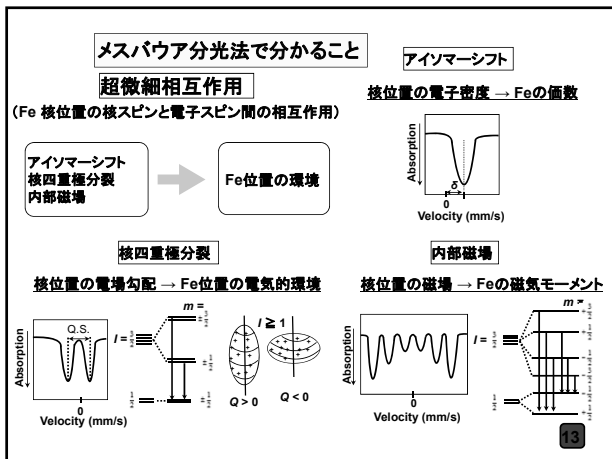 メスバウア分光法で分かること
超微細相互作用
（Fe 核位置の核スピンと電子スピン間の相互作用）
アイソマーシフト
核四重極分裂
内部磁場
Fe位置の環境
アイソマーシフト
核位置の電子密度 → Feの価数
Absorption
δ
0
Velocity (mm/s)
核四重極分裂
核位置の電場勾配 → Fe位置の電気的環境
Absorption
Q.S.
0
Velocity (mm/s)
I =
m =
I ≧ 1
Q > 0
Q < 0
内部磁場
核位置の磁場 → Feの磁気モーメント
Absorption
0
Velocity (mm/s)
I =
m =
13